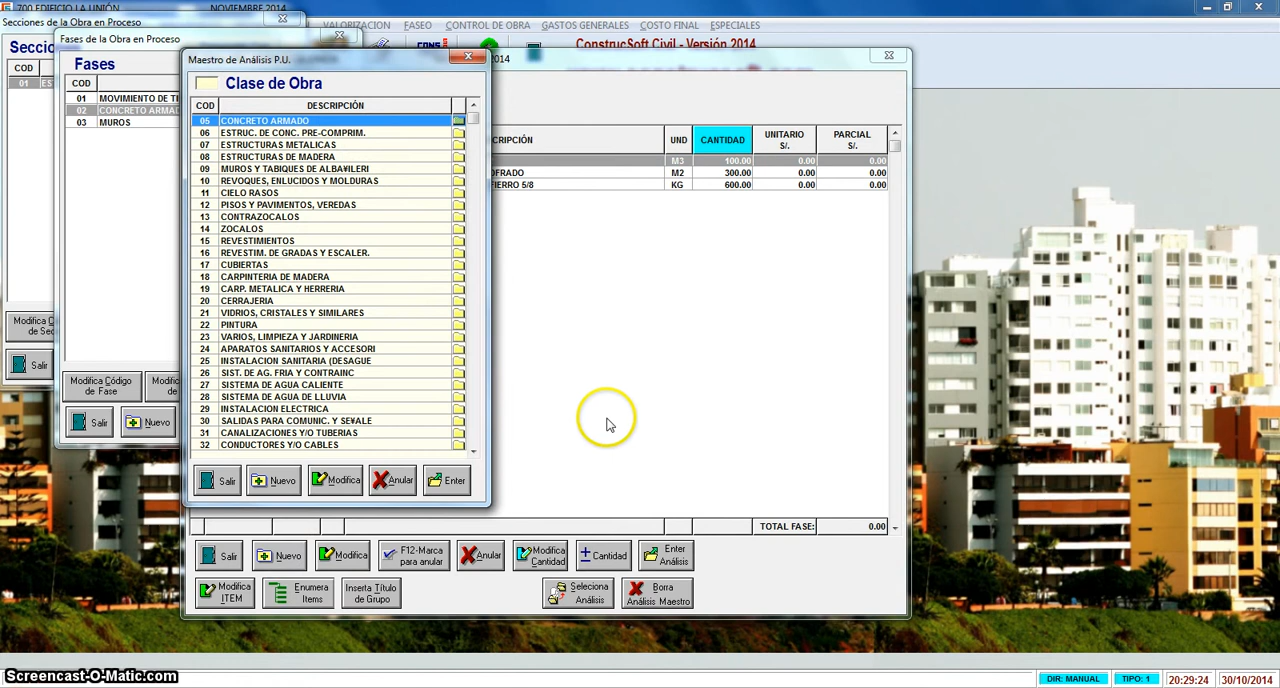 700 EDIFICIO LA UNIÓN NOVIEMBRE 2014
VALORIZACION FASEO CONTROL DE OBRA GASTOS GENERALES COSTO FINAL ESPECIALES
ConstrucSoft Civil - Versión 2014
Secciones de la Obra en Proceso
Fases de la Obra en Proceso
Fases
COD
01 MOVIMIENTO DE
02 CONCRETO ARMAD
03 MUROS
COD
01
Modifica Código de Fase
Salir
Nuevo
Salir
Maestro de Análisis P.U.
Clase de Obra
COD DESCRIPCIÓN
05 CONCRETO ARMADO
06 ESTRUC. DE CONC. PRE-COMPRIM.
07 ESTRUCTURAS METALICAS
08 ESTRUCTURAS DE MADERA
09 MUROS Y TABIQUES DE ALBA¥ILERI
10 REVOQUES, ENLUCIDOS Y MOLDURAS
11 CIELO RASOS
12 PISOS Y PAVIMENTOS, VEREDAS
13 CONTRAZOCALOS
14 ZOCALOS
15 REVESTIMIENTOS
16 REVESTIM. DE GRADAS Y ESCALER.
17 CUBIERTAS
18 CARPINTERIA DE MADERA
19 CARP. METALICA Y HERRERIA
20 CERRAJERIA
21 VIDRIOS, CRISTALES Y SIMILARES
22 PINTURA
23 VARIOS, LIMPIEZA Y JARDINERIA
24 APARATOS SANITARIOS Y ACCESORI
25 INSTALACION SANITARIA (DESAGUE
26 SIST. DE AG. FRIA Y CONTRAINC
27 SISTEMA DE AGUA CALIENTE
28 SISTEMA DE AGUA DE LLUVIA
29 INSTALACION ELECTRICA
30 SALIDAS PARA COMUNIC. Y SE¥ALE
31 CANALIZACIONES Y/O TUBERIAS
32 CONDUCTORES Y/O CABLES
Salir Nuevo Modifica Anular Enter
2014
CRIPCIÓN UND CANTIDAD UNITARIO S/. PARCIAL S/.
M3 100.00 0.00 0.00
OFRADO M2 300.00 0.00 0.00
FIERRO 5/8 KG 600.00 0.00 0.00
TOTAL FASE: 0.00
Salir Nuevo Modifica F12-Marca para anular Anular Modifica Cantidad Cantidad Enter Análisis
Modifica ITEM Enumera Items Inserta Título de Grupo Seleciona Análisis Borra Análisis Maestro
Screencast-O-Matic.com
DIR: MANUAL TIPO: 1 20:29:24 30/10/2014